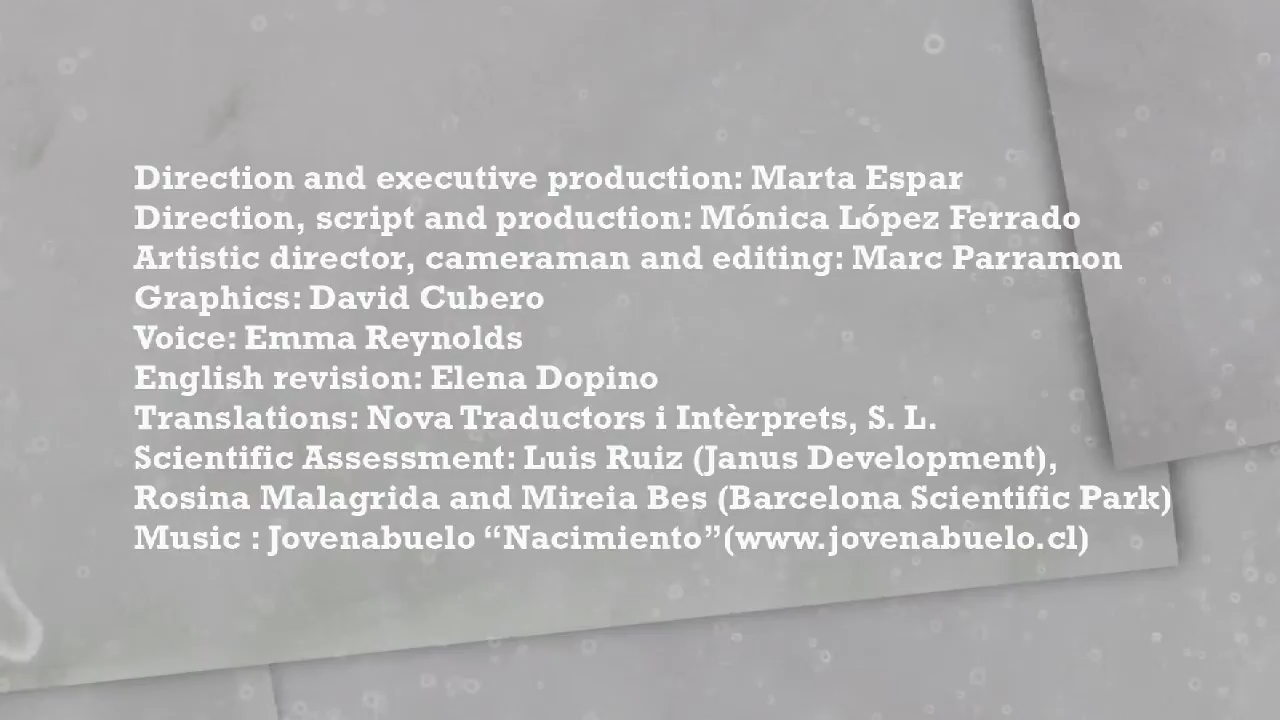 Direction and executive production: Marta Espar
Direction, script and production: Mónica López Ferrado
Artistic director, cameraman and editing: Marc Parramon
Graphics: David Cubero
Voice: Emma Reynolds
English revision: Elena Dopino
Translations: Nova Traductors i Intèrprets, S. L.
Scientific Assessment: Luis Ruiz (Janus Development),
Rosina Malagrida and Mireia Bes (Barcelona Scientific Park)
Music : Jovenabuelo “Nacimiento”(www.jovenabuelo.cl)